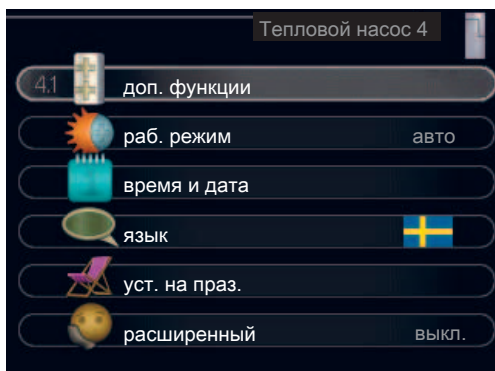 Тепловой насос 4
4.1 доп. функции
раб. режим авто
время и дата
язык
уст. на праз.
расширенный выкл.